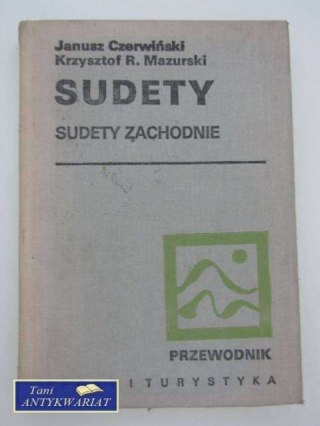 Janusz Czerwiński
Krzysztof R. Mazurski
SUDETY
SUDETY ZACHODNIE
PRZEWODNIK
I TURYSTYKA
Tani
ANTYKWARIAT